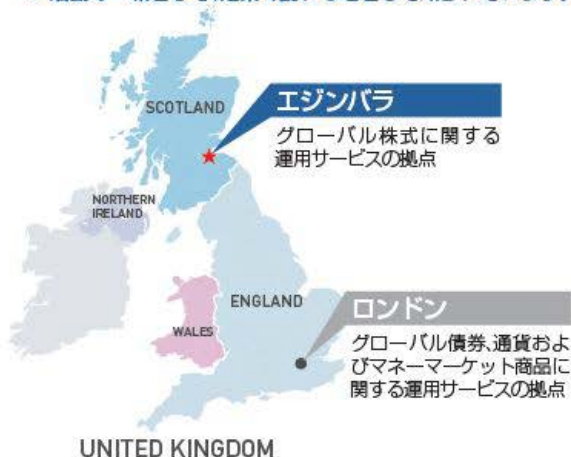 SCOTLAND
エジンバラ
グローバル株式に関する
運用サービスの拠点
NORTHERN
IRELAND
ENGLAND
ロンドン
WALES
グローバル債券、通貨およ
びマネーマーケット商品に
関する運用サービスの拠点
UNITED KINGDOM